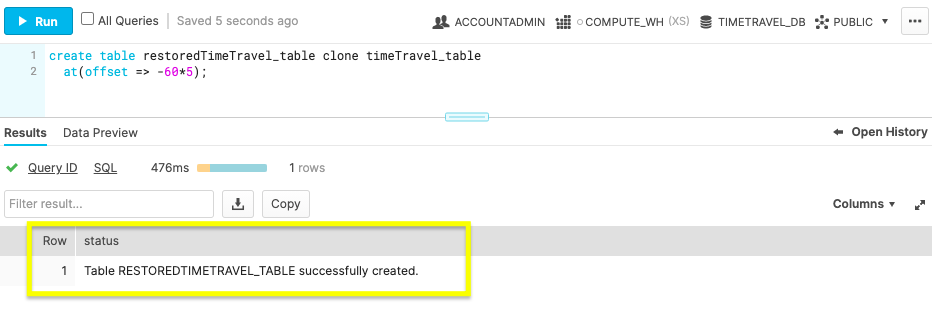 Run All Queries Saved 5 seconds ago ACCOUNTADMIN COMPUTE_WH (XS) TIMETRAVEL_DB PUBLIC ...
1 create table restoredTimeTravel_table clone timeTravel_table
2 at(offset => -60*5);
Results Data Preview Open History
Query ID SQL 476ms 1 rows
Filter result... Copy Columns
Row status
1 Table RESTOREDTIMETRAVEL_TABLE successfully created.